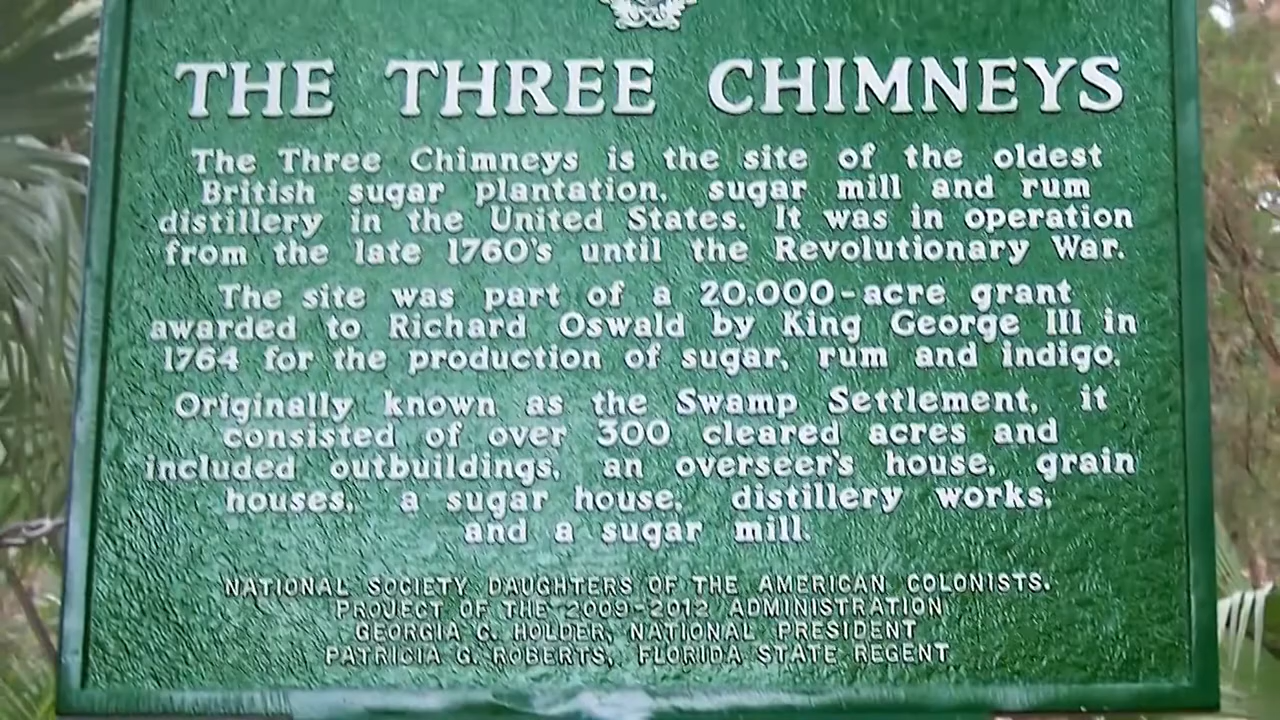 THE THREE CHIMNEYS
The Three Chimneys is the site of the oldest
British sugar plantation, sugar mill and rum
distillery in the United States. It was in operation
from the late 1760's until the Revolutionary War.
The site was part of a 20,000-acre grant
awarded to Richard Oswald by King George III in
1764 for the production of sugar, rum and indigo.
Originally known as the Swamp Settlement, it
consisted of over 300 cleared acres and
included outbuildings, an overseer's house, grain
houses, a sugar house, distillery works,
and a sugar mill.
NATIONAL SOCIETY DAUGHTERS OF THE AMERICAN COLONISTS.
PROJECT OF THE 2009-2012 ADMINISTRATION
GEORGIA C. HOLDER, NATIONAL PRESIDENT
PATRICIA G. ROBERTS, FLORIDA STATE REGENT